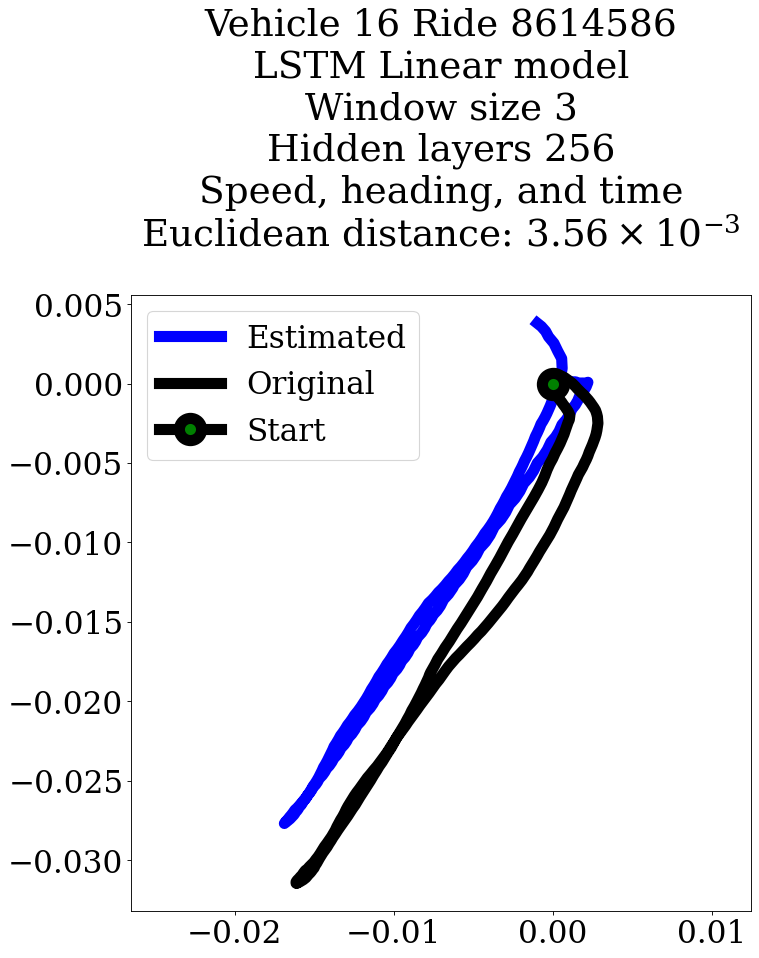 Vehicle 16 Ride 8614586
LSTM Linear model
Window size 3
Hidden layers 256
Speed, heading, and time
Euclidean distance: 3.56 × 10⁻³
0.005
0.000
−0.005
−0.010
−0.015
−0.020
−0.025
−0.030
Estimated
Original
Start
−0.02
−0.01
0.00
0.01